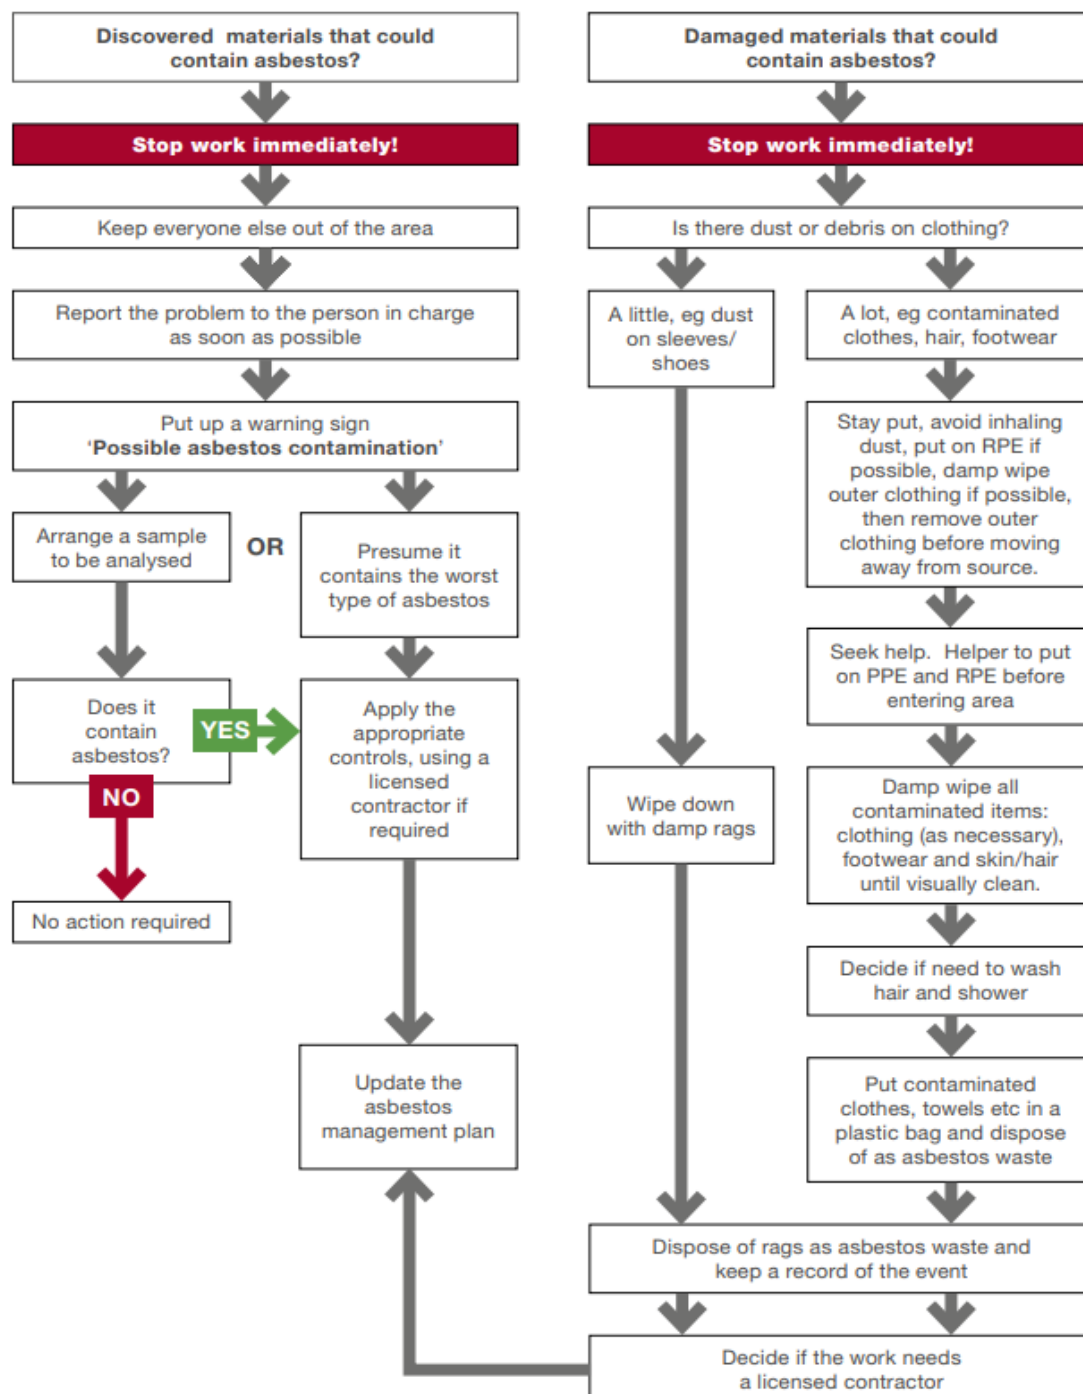 Discovered materials that could
contain asbestos?
Stop work immediately!
Keep everyone else out of the area
Report the problem to the person in charge
as soon as possible
Put up a warning sign
‘Possible asbestos contamination’
Arrange a sample
to be analysed
OR
Presume it
contains the worst
type of asbestos
Does it
contain
asbestos?
YES
NO
No action required
Apply the
appropriate
controls, using a
licensed
contractor if
required
Update the
asbestos
management plan
Damaged materials that could
contain asbestos?
Stop work immediately!
Is there dust or debris on clothing?
A little, eg dust
on sleeves/
shoes
Wipe down
with damp rags
A lot, eg contaminated
clothes, hair, footwear
Stay put, avoid inhaling
dust, put on RPE if
possible, damp wipe
outer clothing if possible,
then remove outer
clothing before moving
away from source.
Seek help. Helper to put
on PPE and RPE before
entering area
Damp wipe all
contaminated items:
clothing (as necessary),
footwear and skin/hair
until visually clean.
Decide if need to wash
hair and shower
Put contaminated
clothes, towels etc in a
plastic bag and dispose
of as asbestos waste
Dispose of rags as asbestos waste and
keep a record of the event
Decide if the work needs
a licensed contractor